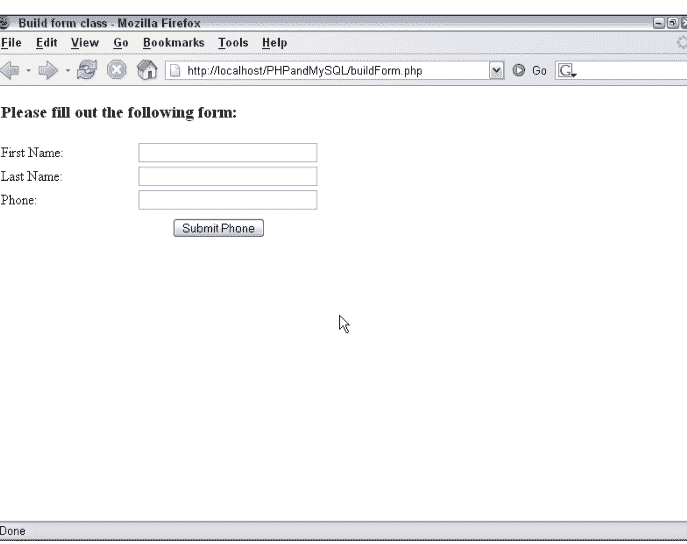 Build form class - Mozilla Firefox
File Edit View Go Bookmarks Tools Help
http://localhost/PHPandMySQL/buildForm.php Go G
Please fill out the following form:
First Name:
Last Name:
Phone:
Submit Phone
Done